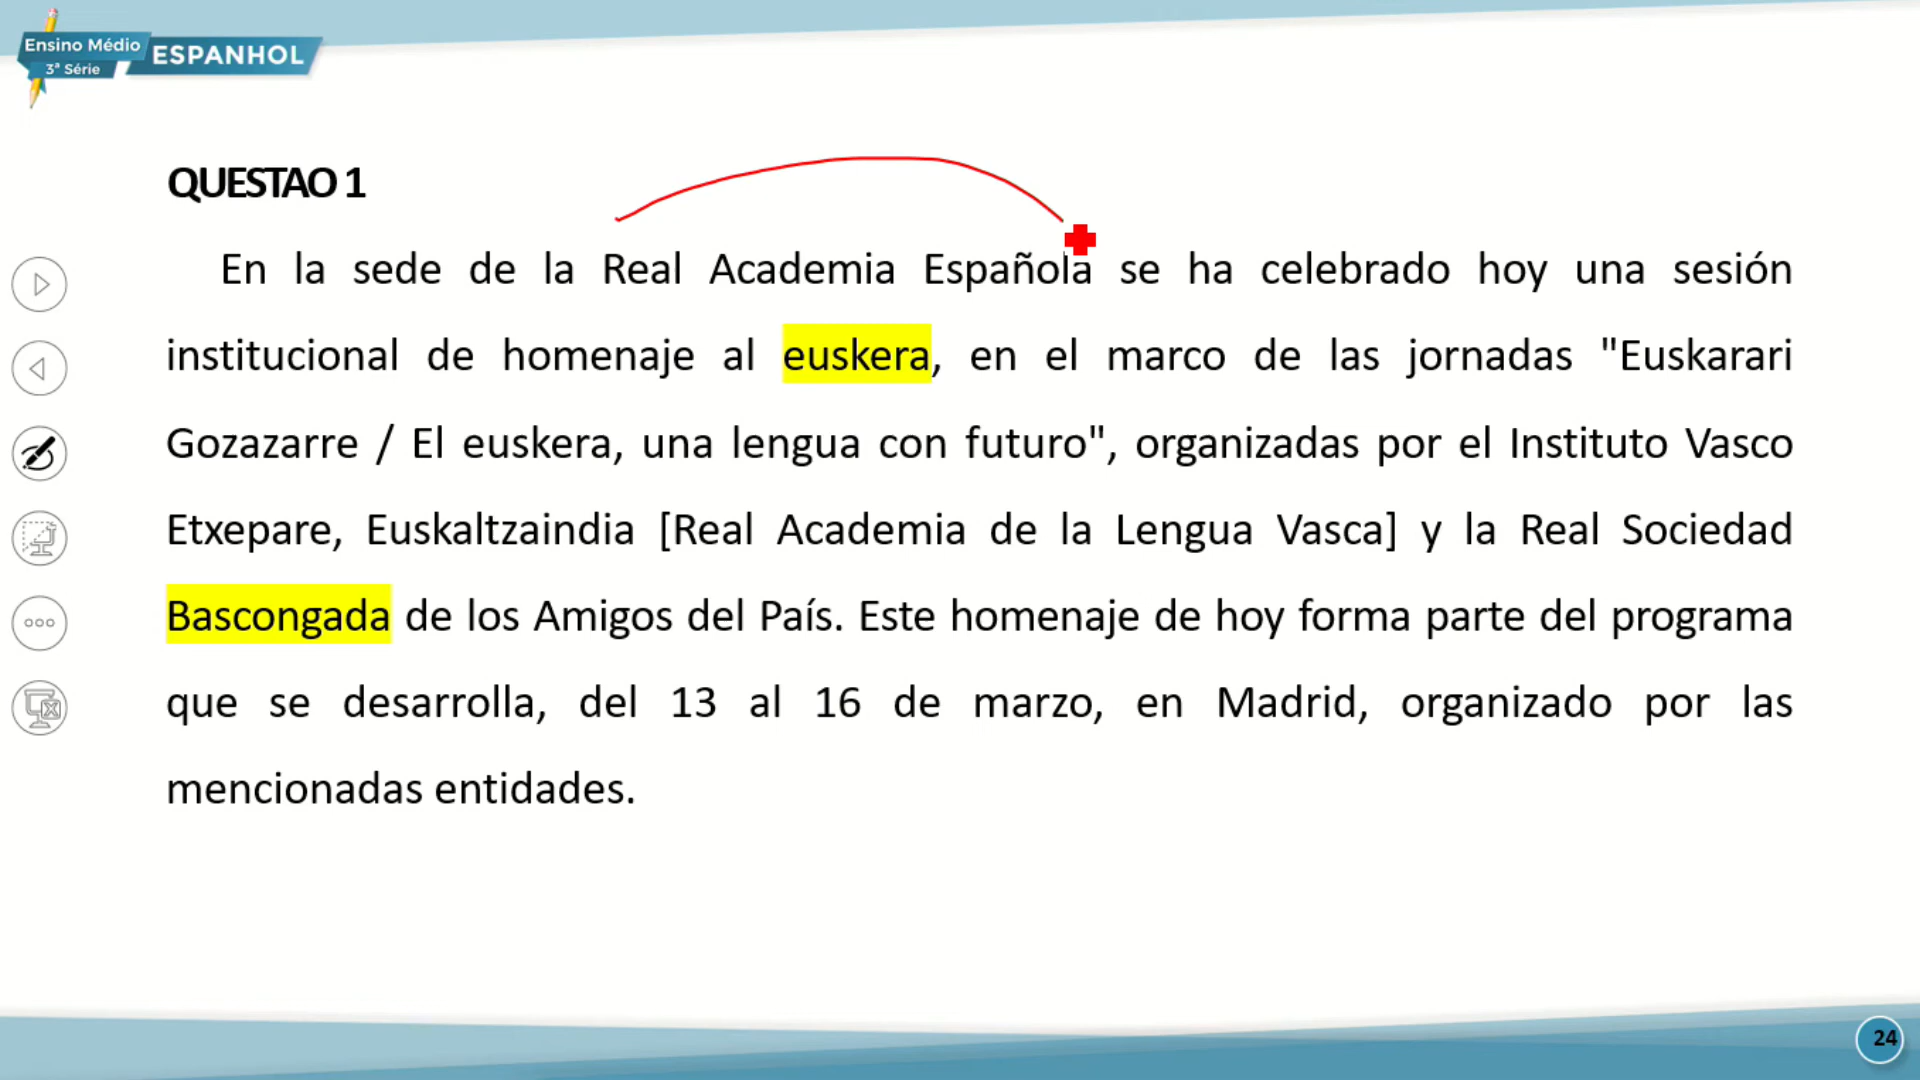 Ensino Médio
3ª Série
ESPANHOL
QUESTAO 1
En la sede de la Real Academia Española se ha celebrado hoy una sesión
institucional de homenaje al euskera, en el marco de las jornadas "Euskarari
Gozazarre / El euskera, una lengua con futuro", organizadas por el Instituto Vasco
Etxepare, Euskaltzaindia [Real Academia de la Lengua Vasca] y la Real Sociedad
Bascongada de los Amigos del País. Este homenaje de hoy forma parte del programa
que se desarrolla, del 13 al 16 de marzo, en Madrid, organizado por las
mencionadas entidades.
24